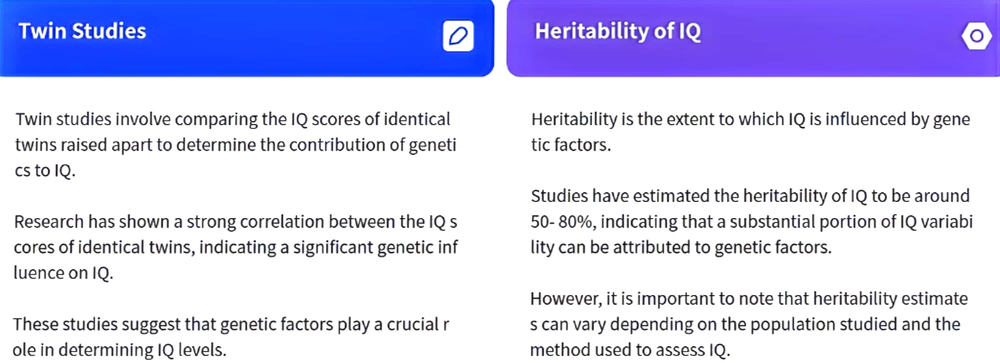 Twin Studies
Twin studies involve comparing the IQ scores of identical
twins raised apart to determine the contribution of geneti
cs to IQ.
Research has shown a strong correlation between the IQ s
cores of identical twins, indicating a significant genetic inf
luence on IQ.
These studies suggest that genetic factors play a crucial r
ole in determining IQ levels.
Heritability of IQ
Heritability is the extent to which IQ is influenced by gene
tic factors.
Studies have estimated the heritability of IQ to be around
50- 80%, indicating that a substantial portion of IQ variabi
lity can be attributed to genetic factors.
However, it is important to note that heritability estimate
s can vary depending on the population studied and the
method used to assess IQ.